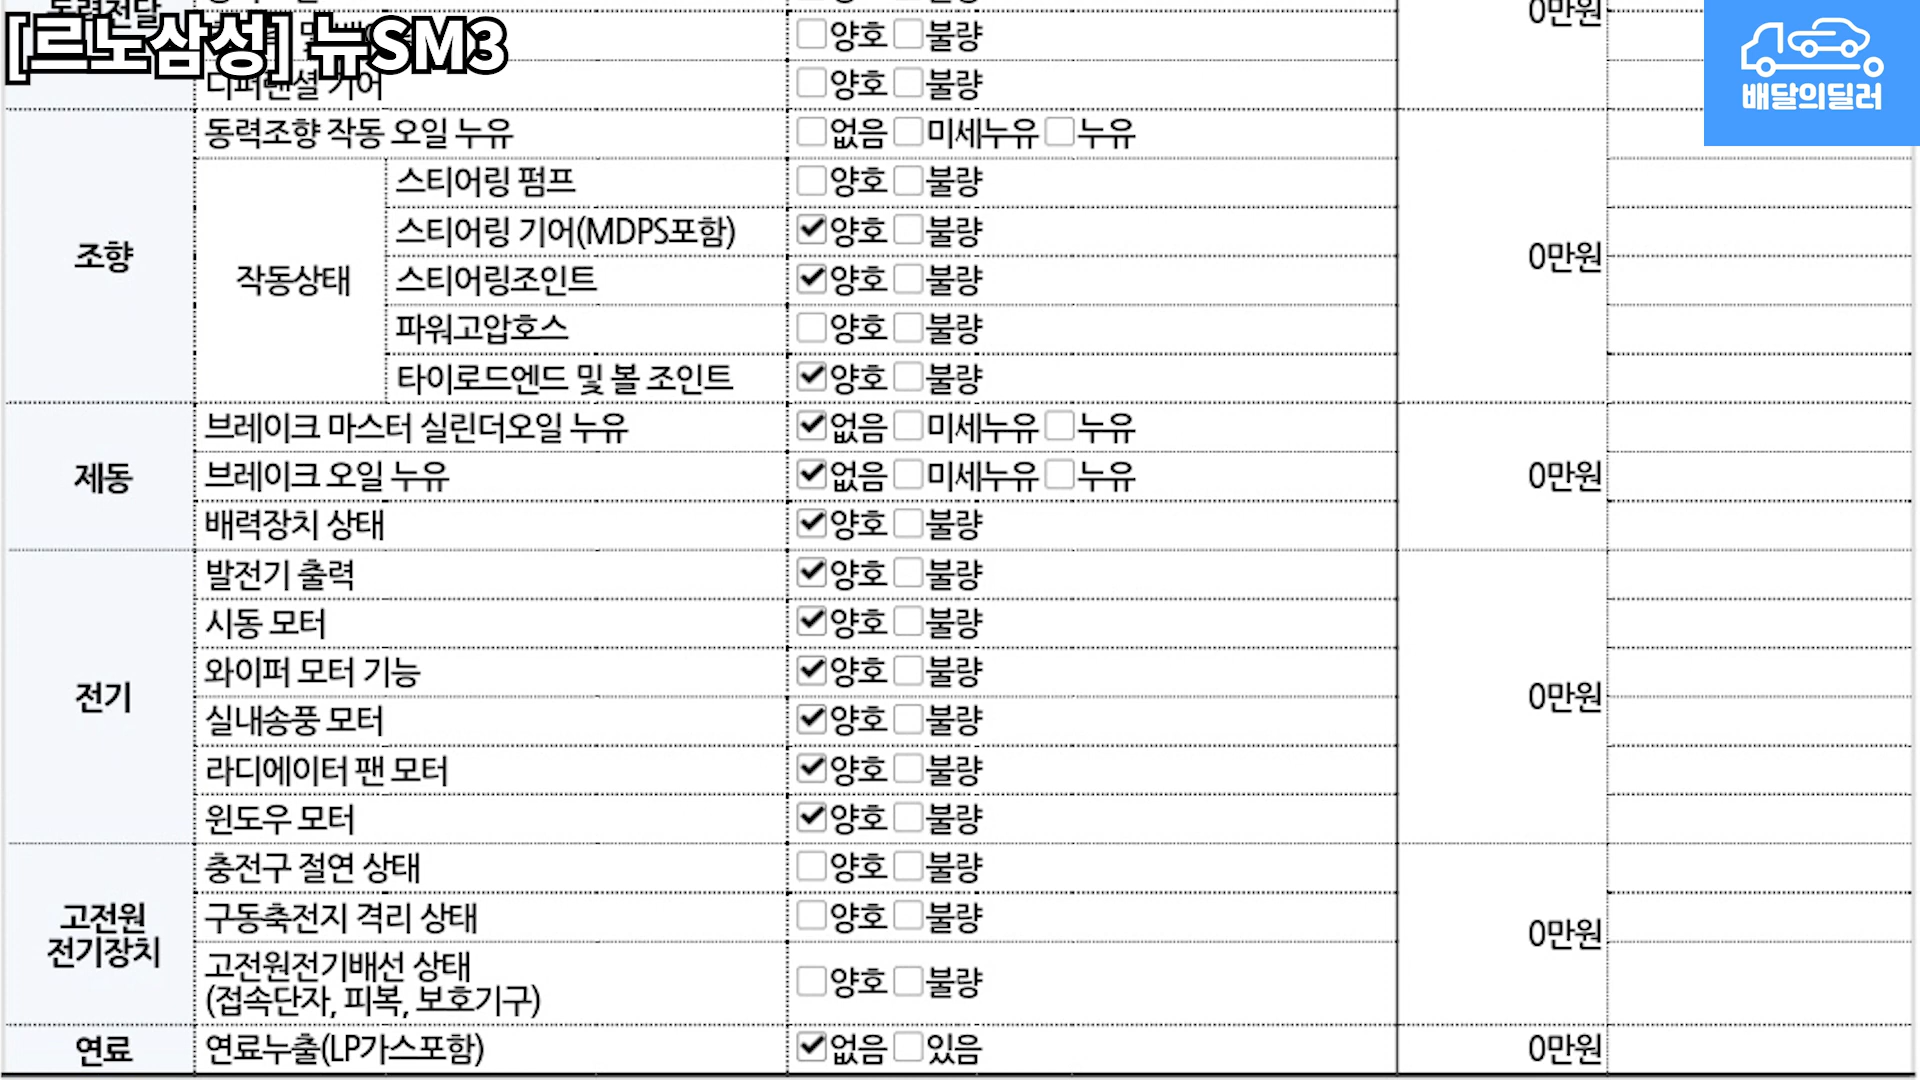 [르노삼성] 뉴SM3
배달의딜러
동력전달
0만원
양호 불량
디퍼렌셜 기어 양호 불량
조향
동력조향 작동 오일 누유 없음 미세누유 누유
작동상태
스티어링 펌프 양호 불량
스티어링 기어(MDPS포함) ✔양호 불량
0만원
스티어링조인트 ✔양호 불량
파워고압호스 양호 불량
타이로드엔드 및 볼 조인트 ✔양호 불량
제동
브레이크 마스터 실린더오일 누유 ✔없음 미세누유 누유
브레이크 오일 누유 ✔없음 미세누유 누유
0만원
배력장치 상태 ✔양호 불량
전기
발전기 출력 ✔양호 불량
시동 모터 ✔양호 불량
와이퍼 모터 기능 ✔양호 불량
0만원
실내송풍 모터 ✔양호 불량
라디에이터 팬 모터 ✔양호 불량
윈도우 모터 ✔양호 불량
고전원
전기장치
충전구 절연 상태 양호 불량
구동축전지 격리 상태 양호 불량
0만원
고전원전기배선 상태
(접속단자, 피복, 보호기구) 양호 불량
연료
연료누출(LP가스포함) ✔없음 있음
0만원